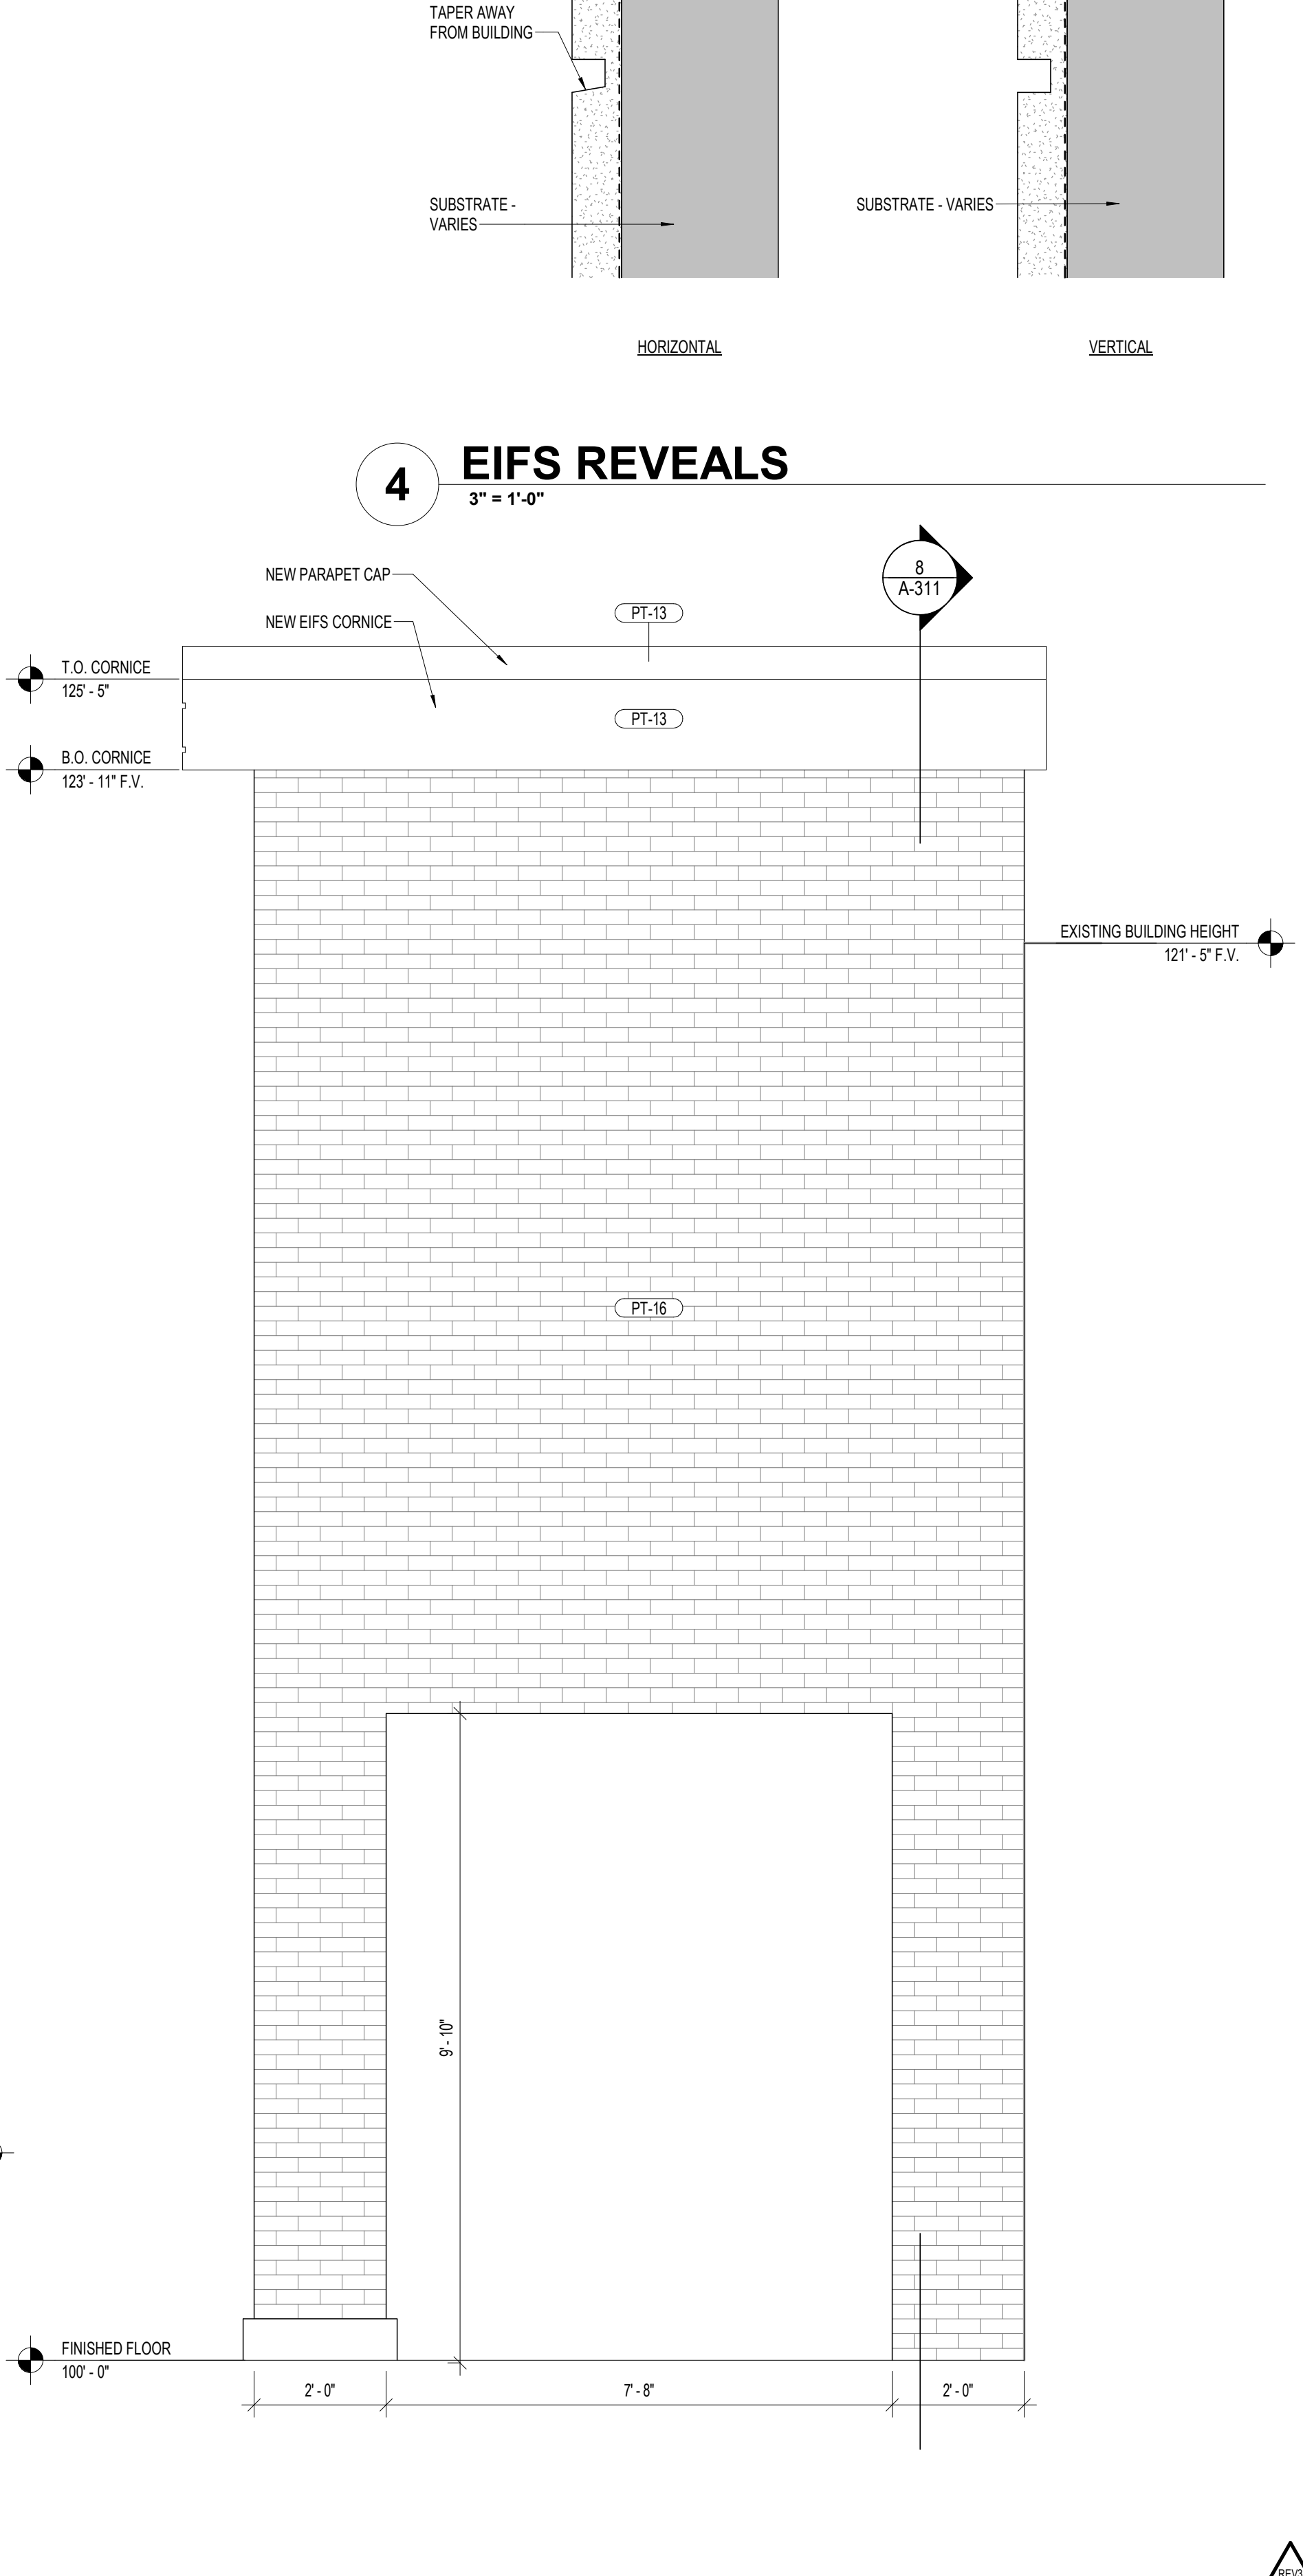 TAPER AWAY
FROM BUILDING
SUBSTRATE -
VARIES
SUBSTRATE - VARIES
HORIZONTAL
VERTICAL
4
EIFS REVEALS
3" = 1'-0"
8
A-311
NEW PARAPET CAP
NEW EIFS CORNICE
PT-13
T.O. CORNICE
125' - 5"
PT-13
B.O. CORNICE
123' - 11" F.V.
EXISTING BUILDING HEIGHT
121' - 5" F.V.
PT-16
9' - 10"
FINISHED FLOOR
100' - 0"
2' - 0"
7' - 8"
2' - 0"
REV3